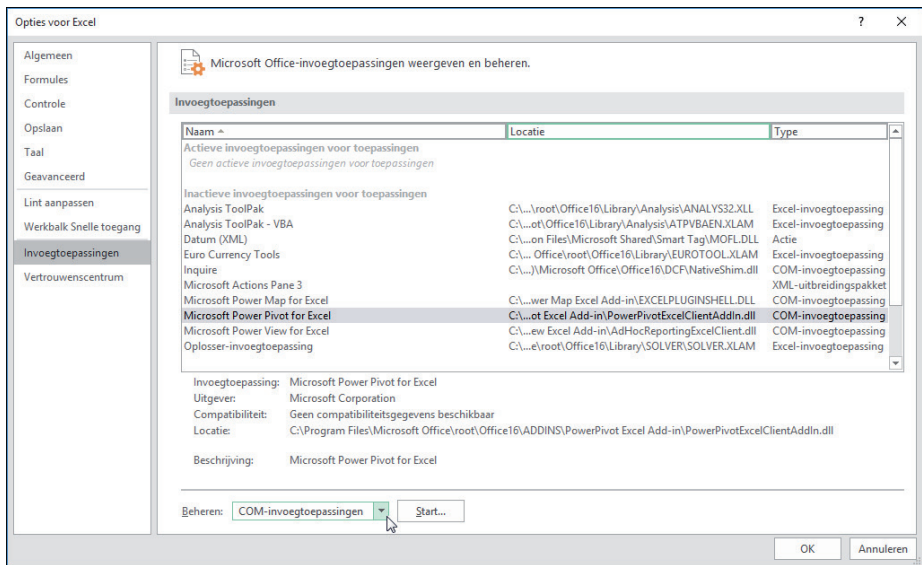 Opties voor Excel
Algemeen
Formules
Controle
Opslaan
Taal
Geavanceerd
Lint aanpassen
Werkbalk Snelle toegang
Invoegtoepassingen
Vertrouwenscentrum
Microsoft Office-invoegtoepassingen weergeven en beheren.
Invoegtoepassingen
Naam Locatie Type
Actieve invoegtoepassingen voor toepassingen
Geen actieve invoegtoepassingen voor toepassingen
Inactieve invoegtoepassingen voor toepassingen
Analysis ToolPak C:\...\root\Office16\Library\Analysis\ANALYS32.XLL Excel-invoegtoepassing
Analysis ToolPak - VBA C:\...ot\Office16\Library\Analysis\ATPVBAEN.XLAM Excel-invoegtoepassing
Datum (XML) C:\...on Files\Microsoft Shared\Smart Tag\MOFL.DLL Actie
Euro Currency Tools C:\... Office\root\Office16\Library\EUROTOOL.XLAM Excel-invoegtoepassing
Inquire C:\...)\Microsoft Office\Office16\DCF\NativeShim.dll COM-invoegtoepassing
Microsoft Actions Pane 3 XML-uitbreidingspakket
Microsoft Power Map for Excel C:\...wer Map Excel Add-in\EXCELPLUGINSHELL.DLL COM-invoegtoepassing
Microsoft Power Pivot for Excel C:\...ot Excel Add-in\PowerPivotExcelClientAddIn.dll COM-invoegtoepassing
Microsoft Power View for Excel C:\...ew Excel Add-in\AdHocReportingExcelClient.dll COM-invoegtoepassing
Oplosser-invoegtoepassing C:\...e\root\Office16\Library\SOLVER\SOLVER.XLAM Excel-invoegtoepassing
Invoegtoepassing: Microsoft Power Pivot for Excel
Uitgever: Microsoft Corporation
Compatibiliteit: Geen compatibiliteitsgegevens beschikbaar
Locatie: C:\Program Files\Microsoft Office\root\Office16\ADDINS\PowerPivot Excel Add-in\PowerPivotExcelClientAddIn.dll
Beschrijving: Microsoft Power Pivot for Excel
Beheren: COM-invoegtoepassingen Start...
OK Annuleren